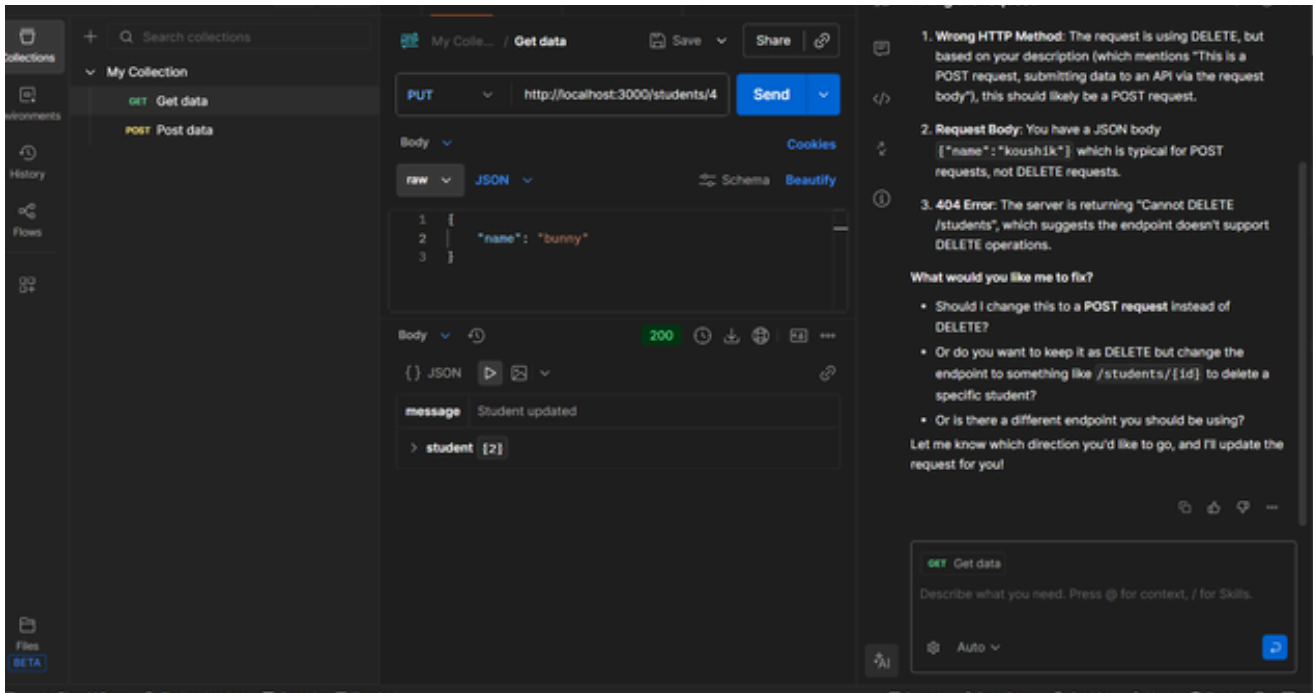 Collections
Environments
History
Flows
Files
BETA
Search collections
My Collection
GET Get data
POST Post data
My Colle... / Get data
Save
Share
PUT
http://localhost:3000/students/4
Send
Body
Cookies
raw
JSON
Schema
Beautify
1 {
2 "name": "bunny"
3 }
Body
200
{} JSON
message Student updated
> student [2]
1. Wrong HTTP Method: The request is using DELETE, but
based on your description (which mentions "This is a
POST request, submitting data to an API via the request
body"), this should likely be a POST request.
2. Request Body: You have a JSON body
{"name":"koushik"} which is typical for POST
requests, not DELETE requests.
3. 404 Error: The server is returning "Cannot DELETE
/students", which suggests the endpoint doesn't support
DELETE operations.
What would you like me to fix?
• Should I change this to a POST request instead of
DELETE?
• Or do you want to keep it as DELETE but change the
endpoint to something like /students/{id} to delete a
specific student?
• Or is there a different endpoint you should be using?
Let me know which direction you'd like to go, and I'll update the
request for you!
GET Get data
Describe what you need. Press @ for context, / for Skills.
Auto
AI